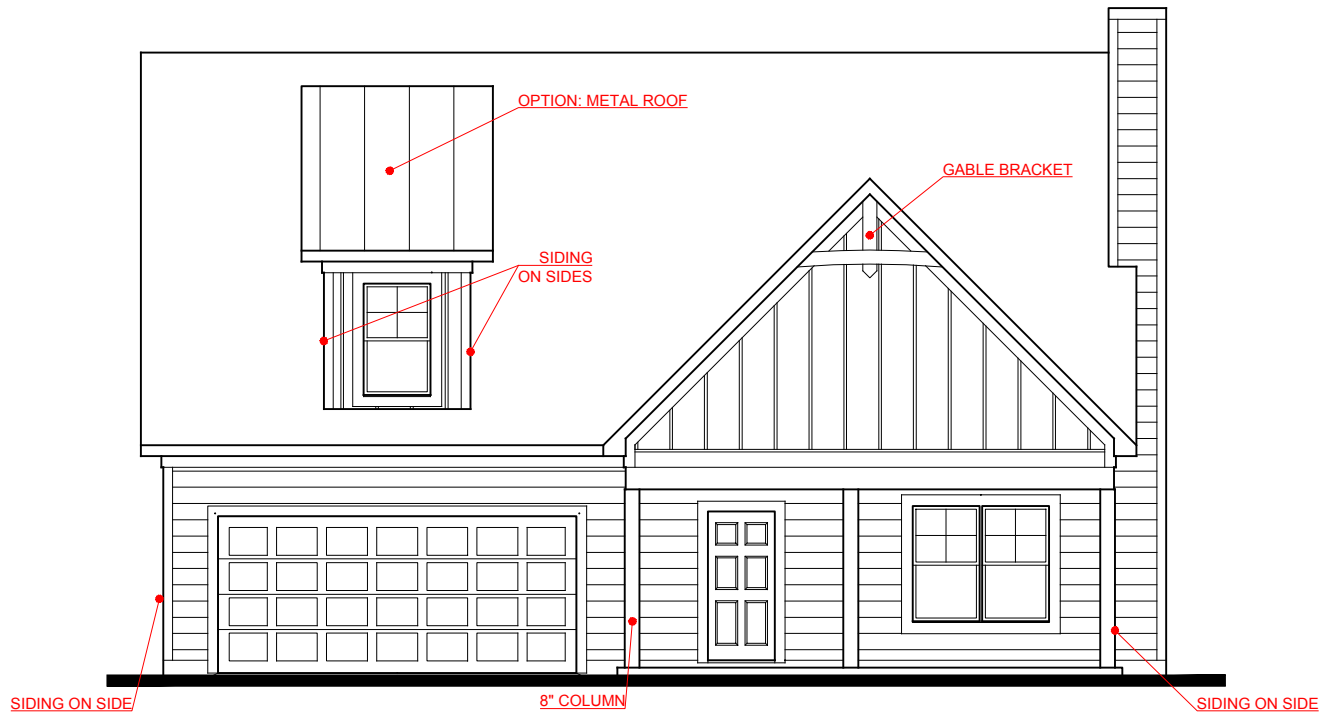 OPTION: METAL ROOF
GABLE BRACKET
SIDING
ON SIDES
SIDING ON SIDE
8" COLUMN
SIDING ON SIDE